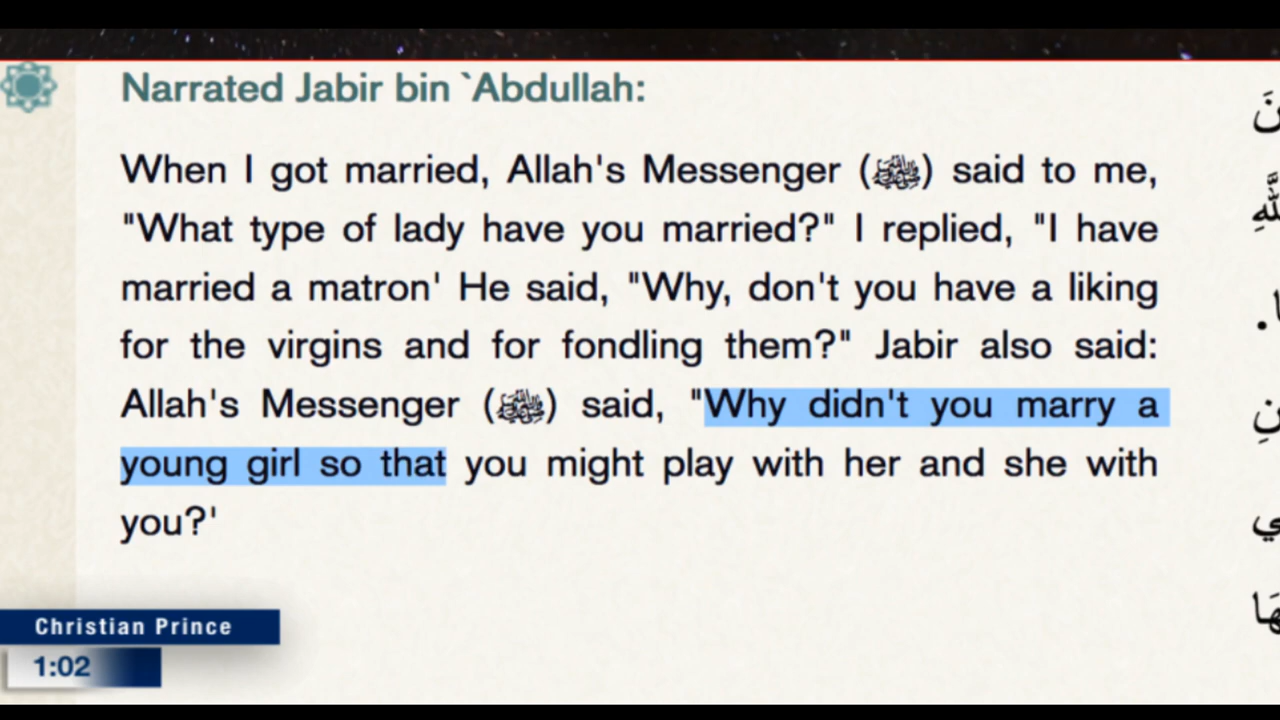 Narrated Jabir bin `Abdullah:
When I got married, Allah's Messenger (ﷺ) said to me,
"What type of lady have you married?" I replied, "I have
married a matron' He said, "Why, don't you have a liking
for the virgins and for fondling them?" Jabir also said:
Allah's Messenger (ﷺ) said, "Why didn't you marry a
young girl so that you might play with her and she with
you?'
Christian Prince
1:02